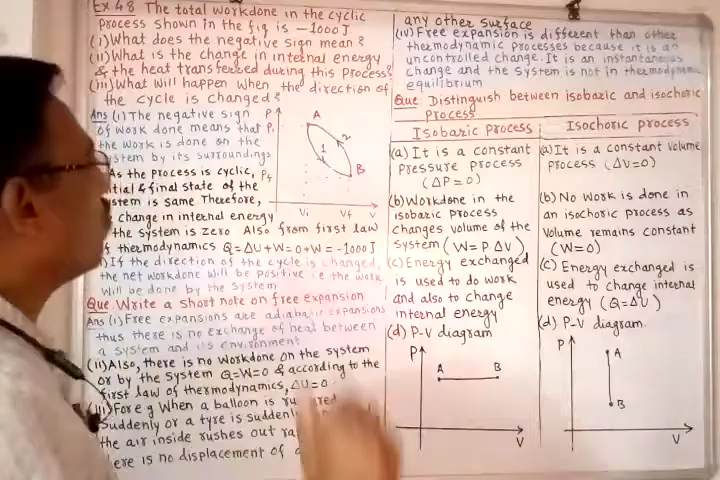 Ex 4.8 The total workdone in the cyclic
process shown in the fig is -1000J
(i) What does the negative sign mean?
(ii) What is the change in internal energy
& the heat transferred during this process?
(iii) What will happen when the direction of
the cycle is changed?
Ans (i) The negative sign
of work done means that
the work is done on the
system by its surroundings
As the process is cyclic,
initial & final state of the
system is same Therefore,
change in internal energy
the system is zero Also from first law
of thermodynamics Q=ΔU+W=0+W=-1000J
) If the direction of the cycle is changed,
the net workdone will be positive i.e the work
will be done by the system
P
Pi
Pf
A
1
2
B
Vi Vf V
Que. Write a short note on free expansion
Ans (i) Free expansions are adiabatic expansions
thus there is no exchange of heat between
a system and its environment
(ii) Also, there is no workdone on the system
or by the system Q=W=0 & according to the
first law of thermodynamics, ΔU=0
(iii) For e.g When a balloon is ruptured
suddenly or a tyre is suddenly
the air inside rushes out
there is no displacement of
any other surface
(iv) Free expansion is different than other
thermodynamic processes because it is an
uncontrolled change. It is an instantaneous
change and the system is not in thermodynamic
equilibrium
Que: Distinguish between isobaric and isochoric
process
Isobaric process
(a) It is a constant
pressure process
(ΔP=0)
(b) Workdone in the
isobaric process
changes volume of the
system (W=PΔV)
(c) Energy exchanged
is used to do work
and also to change
internal energy
(d) P-V diagram
P
A B
V
Isochoric process
(a) It is a constant volume
process (ΔV=0)
(b) No work is done in
an isochoric process as
volume remains constant
(W=0)
(c) Energy exchanged is
used to change internal
energy (Q=ΔU)
(d) P-V diagram.
P
A
B
V